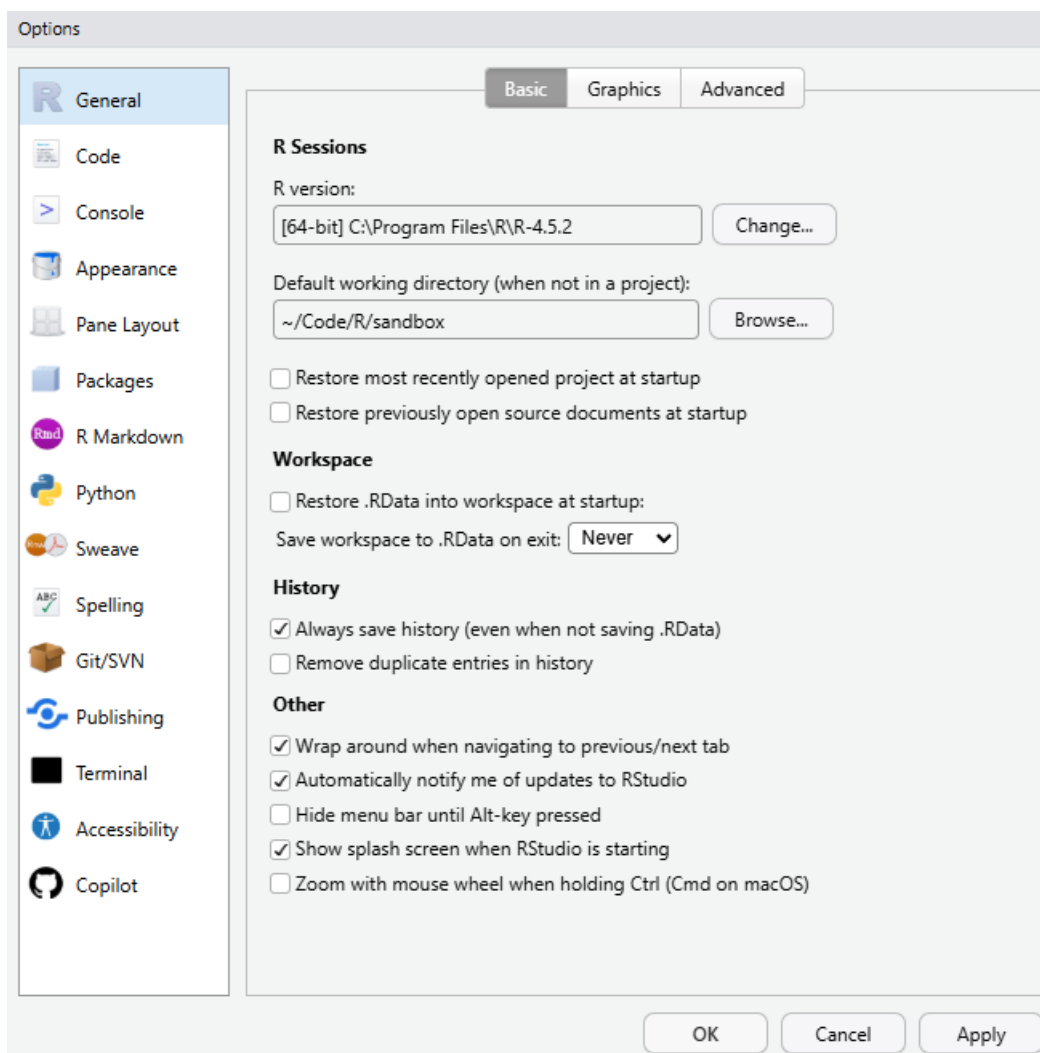 Options
General
Code
Console
Appearance
Pane Layout
Packages
Rmd R Markdown
Python
Rnw Sweave
ABC Spelling
Git/SVN
Publishing
Terminal
Accessibility
Copilot
Basic Graphics Advanced
R Sessions
R version:
[64-bit] C:\Program Files\R\R-4.5.2 Change...
Default working directory (when not in a project):
~/Code/R/sandbox Browse...
Restore most recently opened project at startup
Restore previously open source documents at startup
Workspace
Restore .RData into workspace at startup:
Save workspace to .RData on exit: Never
History
Always save history (even when not saving .RData)
Remove duplicate entries in history
Other
Wrap around when navigating to previous/next tab
Automatically notify me of updates to RStudio
Hide menu bar until Alt-key pressed
Show splash screen when RStudio is starting
Zoom with mouse wheel when holding Ctrl (Cmd on macOS)
OK Cancel Apply